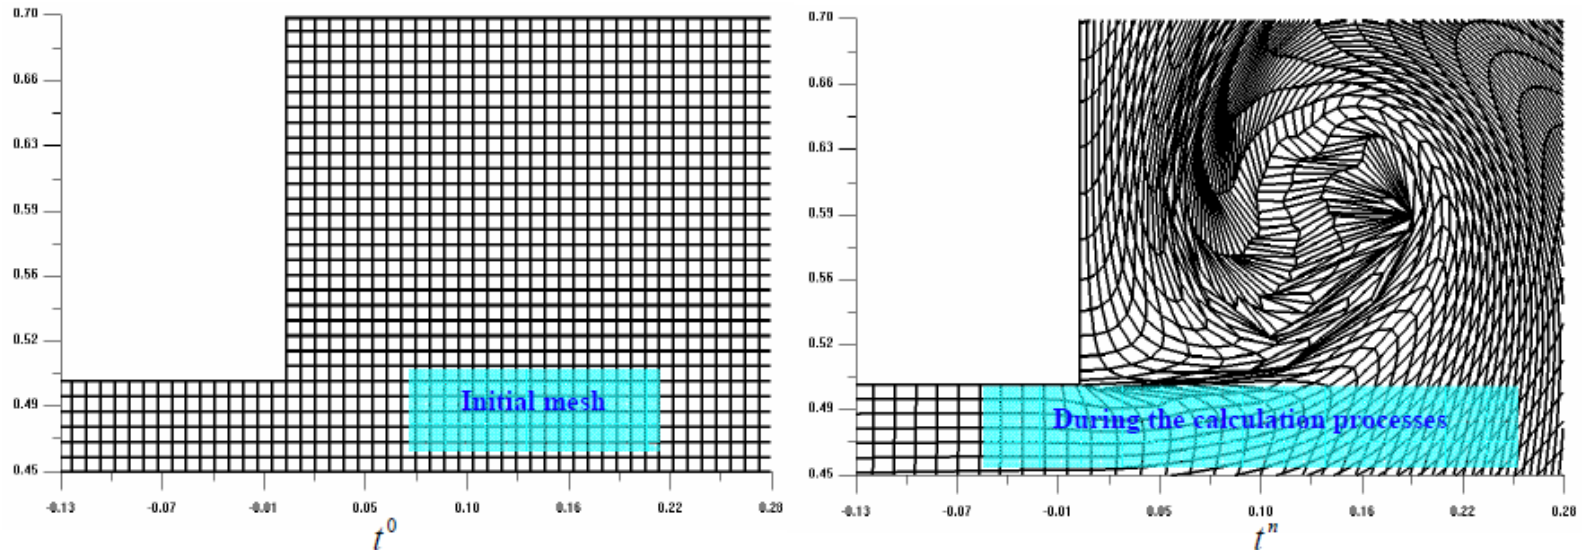 0.70
0.66
0.63
0.59
0.56
0.52
0.49
0.45
-0.13 -0.07 -0.01 0.05 0.10 0.16 0.22 0.28
Initial mesh
t⁰
0.70
0.66
0.63
0.59
0.56
0.52
0.49
0.45
-0.13 -0.07 -0.01 0.05 0.10 0.16 0.22 0.28
During the calculation processes
tⁿ